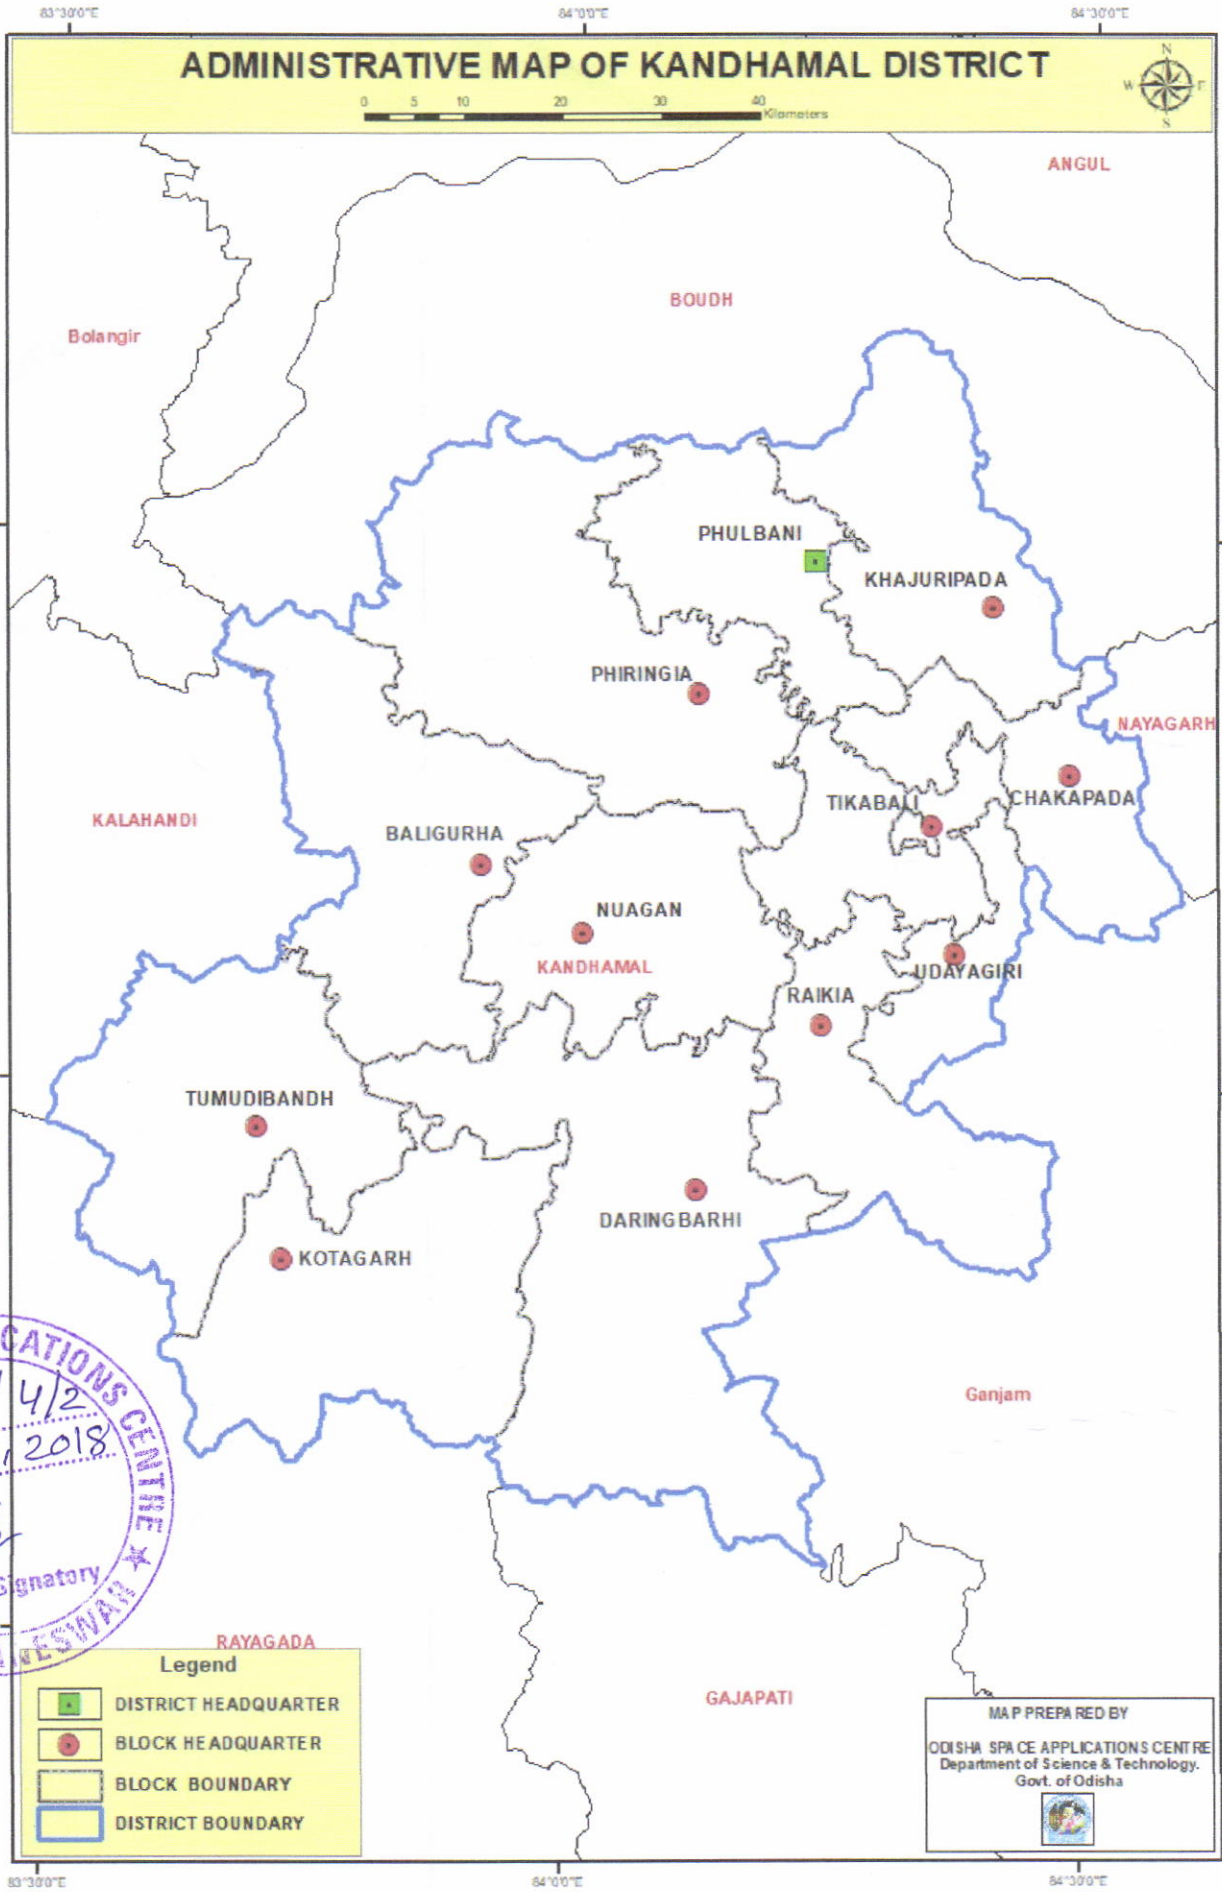 83°30'0"E 84°0'0"E 84°30'0"E
ADMINISTRATIVE MAP OF KANDHAMAL DISTRICT
0 5 10 20 30 40
Kilometers
N
W E
S
ANGUL
BOUDH
Bolangir
PHULBANI
KHAJURIPADA
PHIRINGIA
NAYAGARH
TIKABALI
CHAKAPADA
KALAHANDI
BALIGURHA
NUAGAN
KANDHAMAL
UDAYAGIRI
RAIKIA
TUMUDIBANDH
DARINGBARHI
KOTAGARH
Ganjam
CATIONS CENTRE ★
4/2
2018
signatory
NESWAR
RAYAGADA
GAJAPATI
Legend
DISTRICT HEADQUARTER
BLOCK HEADQUARTER
BLOCK BOUNDARY
DISTRICT BOUNDARY
MAP PREPARED BY
ODISHA SPACE APPLICATIONS CENTRE
Department of Science & Technology.
Govt. of Odisha
83°30'0"E 84°0'0"E 84°30'0"E